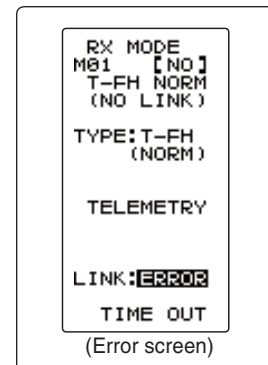 RX MODE
M01 [NO]
T-FH NORM
(NO LINK)
TYPE:T-FH
(NORM)
TELEMETRY
LINK:ERROR
TIME OUT
(Error screen)